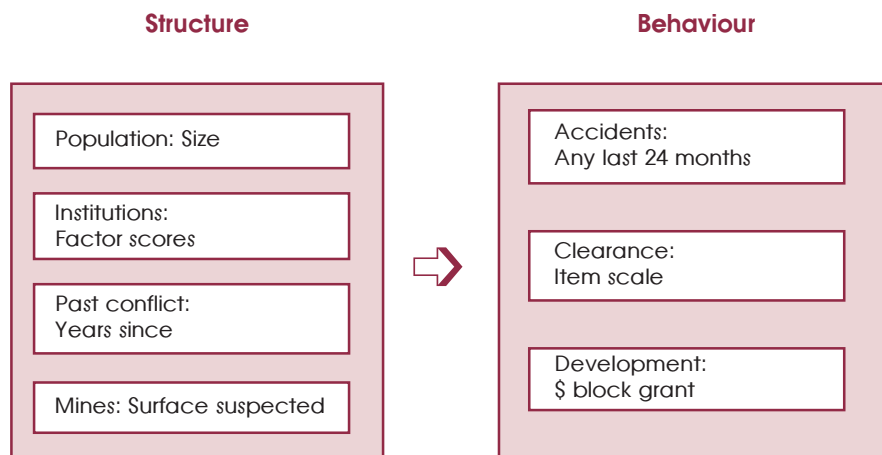 Structure
Population: Size
Institutions:
Factor scores
Past conflict:
Years since
Mines: Surface suspected
Behaviour
Accidents:
Any last 24 months
Clearance:
Item scale
Development:
$ block grant